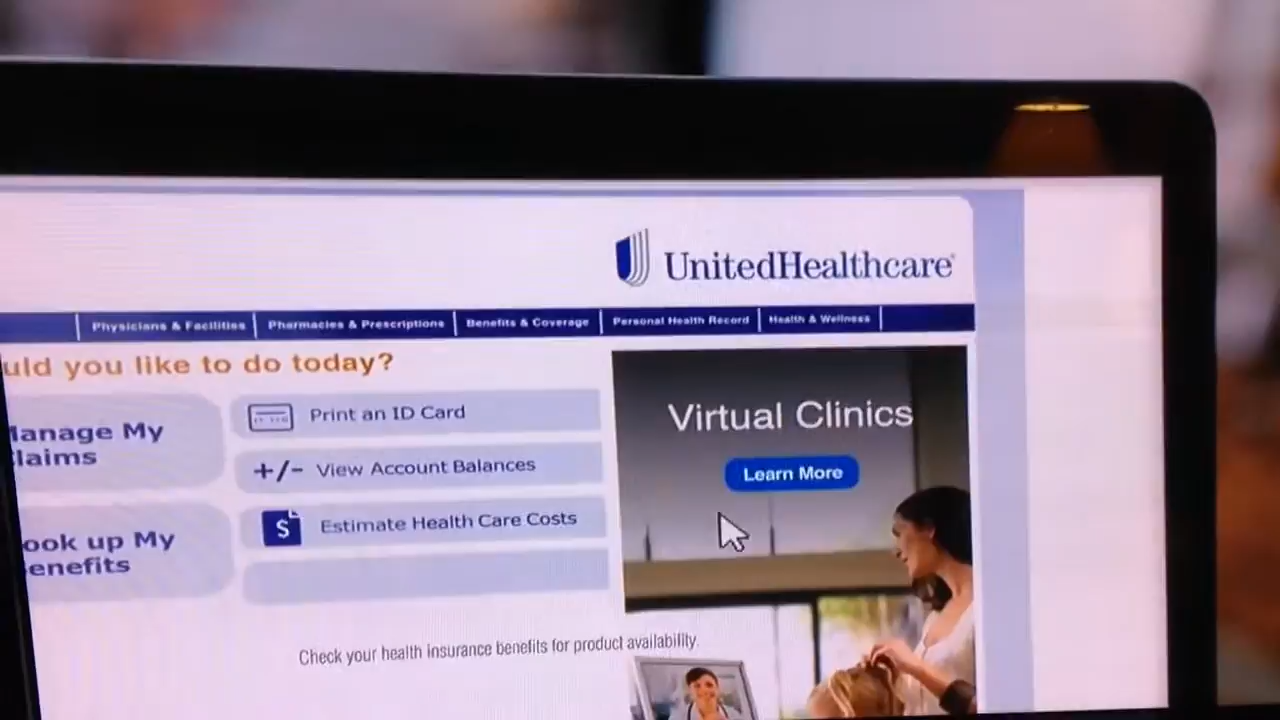 UnitedHealthcare
Physicians & Facilities
Pharmacies & Prescriptions
Benefits & Coverage
Personal Health Record
Health & Wellness
uld you like to do today?
anage My
laims
Print an ID Card
+/- View Account Balances
$ Estimate Health Care Costs
ook up My
enefits
Virtual Clinics
Learn More
Check your health insurance benefits for product availability.